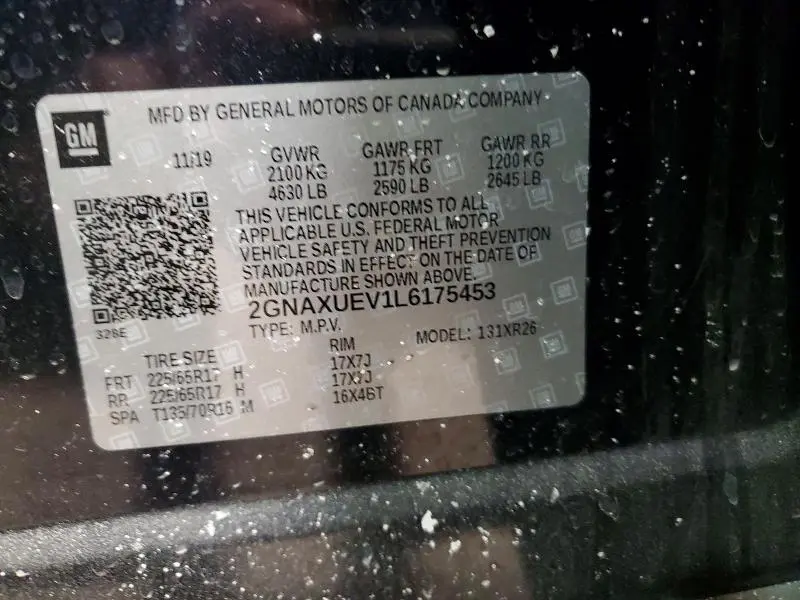 GM
MFD BY GENERAL MOTORS OF CANADA COMPANY
11/19 GVWR GAWR FRT GAWR RR
2100 KG 1175 KG 1200 KG
4630 LB 2590 LB 2645 LB
THIS VEHICLE CONFORMS TO ALL
APPLICABLE U.S. FEDERAL MOTOR
VEHICLE SAFETY AND THEFT PREVENTION
STANDARDS IN EFFECT ON THE DATE OF
MANUFACTURE SHOWN ABOVE.
2GNAXUEV1L6175453
328E TYPE: M.P.V. MODEL: 131XR26
TIRE SIZE RIM
FRT 225/65R17 H 17X7J
RR 225/65R17 H 17X7J
SPA T135/70R16 M 16X4BT